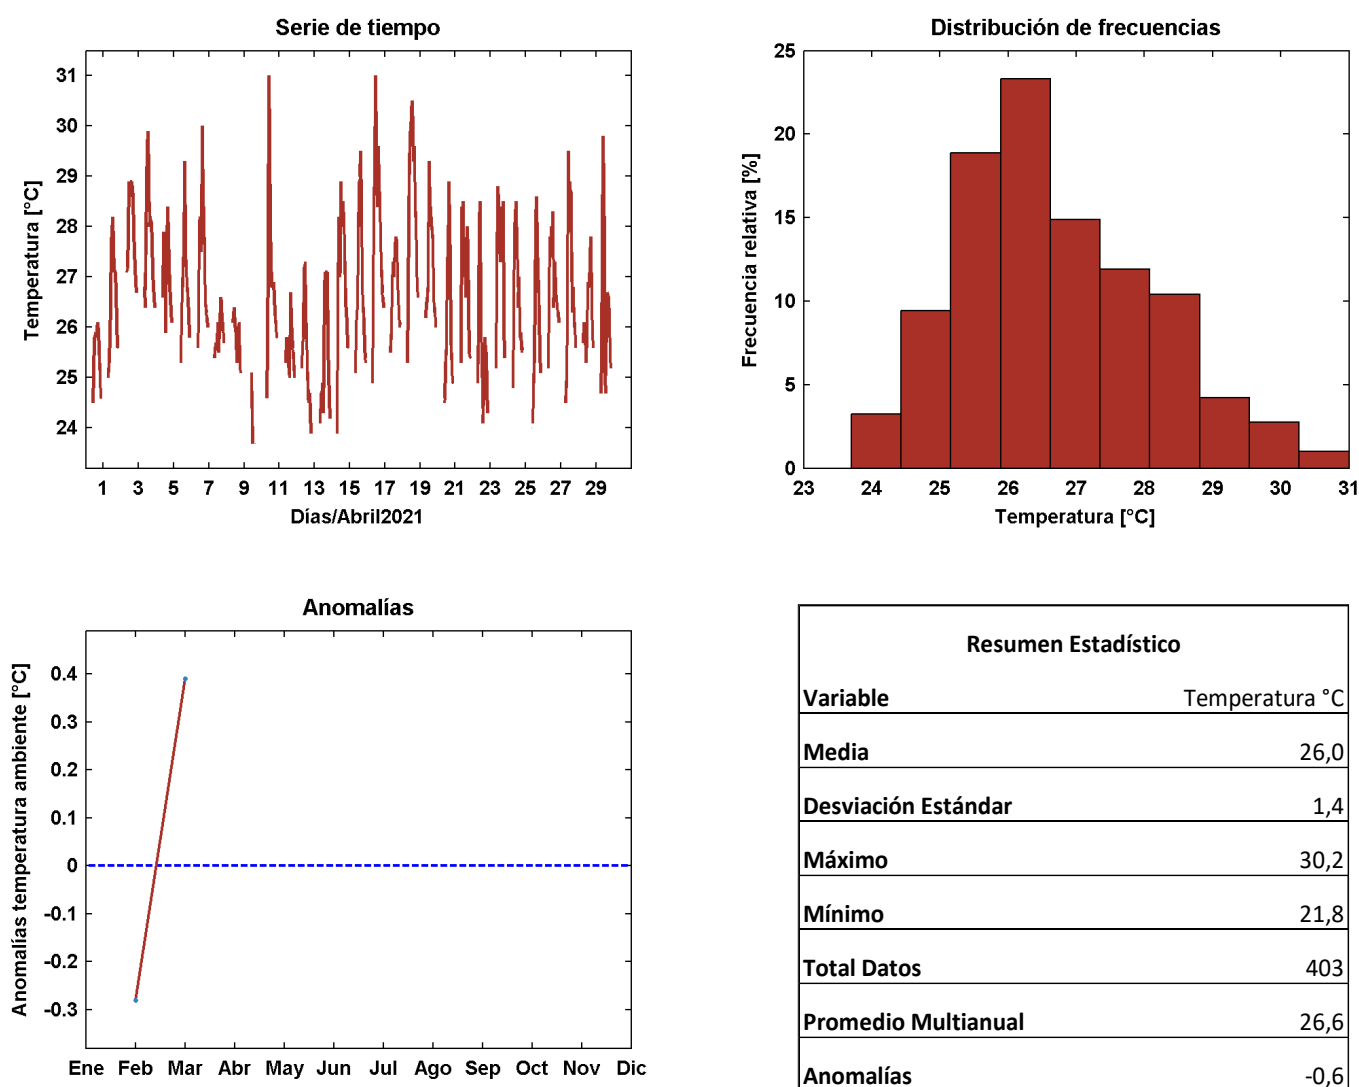 Serie de tiempo
Temperatura [°C]
31
30
29
28
27
26
25
24
1 3 5 7 9 11 13 15 17 19 21 23 25 27 29
Días/Abril2021
Distribución de frecuencias
Frecuencia relativa [%]
25
20
15
10
5
0
23 24 25 26 27 28 29 30 31
Temperatura [°C]
Anomalías
Anomalías temperatura ambiente [°C]
0.4
0.3
0.2
0.1
0
-0.1
-0.2
-0.3
Ene Feb Mar Abr May Jun Jul Ago Sep Oct Nov Dic
Resumen Estadístico
Variable Temperatura °C
Media 26,0
Desviación Estándar 1,4
Máximo 30,2
Mínimo 21,8
Total Datos 403
Promedio Multianual 26,6
Anomalías -0,6